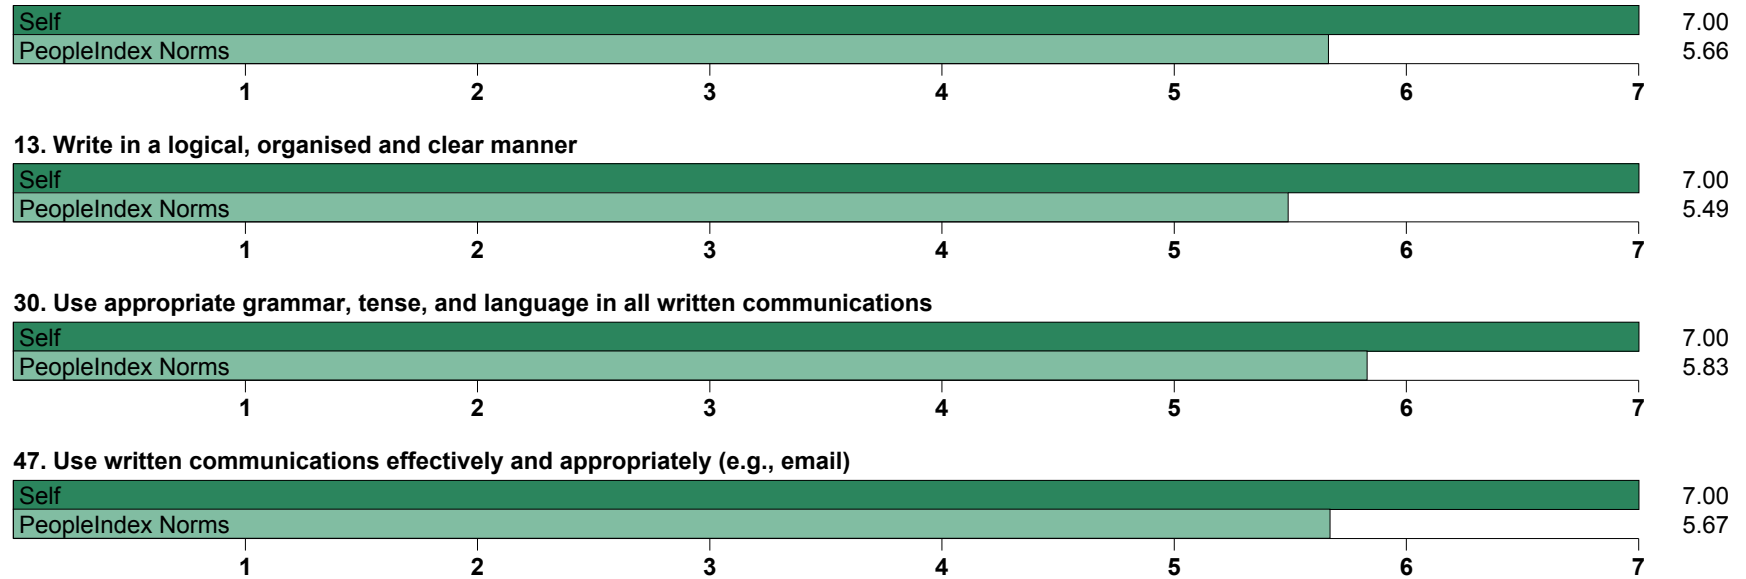 Self 7.00
PeopleIndex Norms 5.66
1 2 3 4 5 6 7
13. Write in a logical, organised and clear manner
Self 7.00
PeopleIndex Norms 5.49
1 2 3 4 5 6 7
30. Use appropriate grammar, tense, and language in all written communications
Self 7.00
PeopleIndex Norms 5.83
1 2 3 4 5 6 7
47. Use written communications effectively and appropriately (e.g., email)
Self 7.00
PeopleIndex Norms 5.67
1 2 3 4 5 6 7